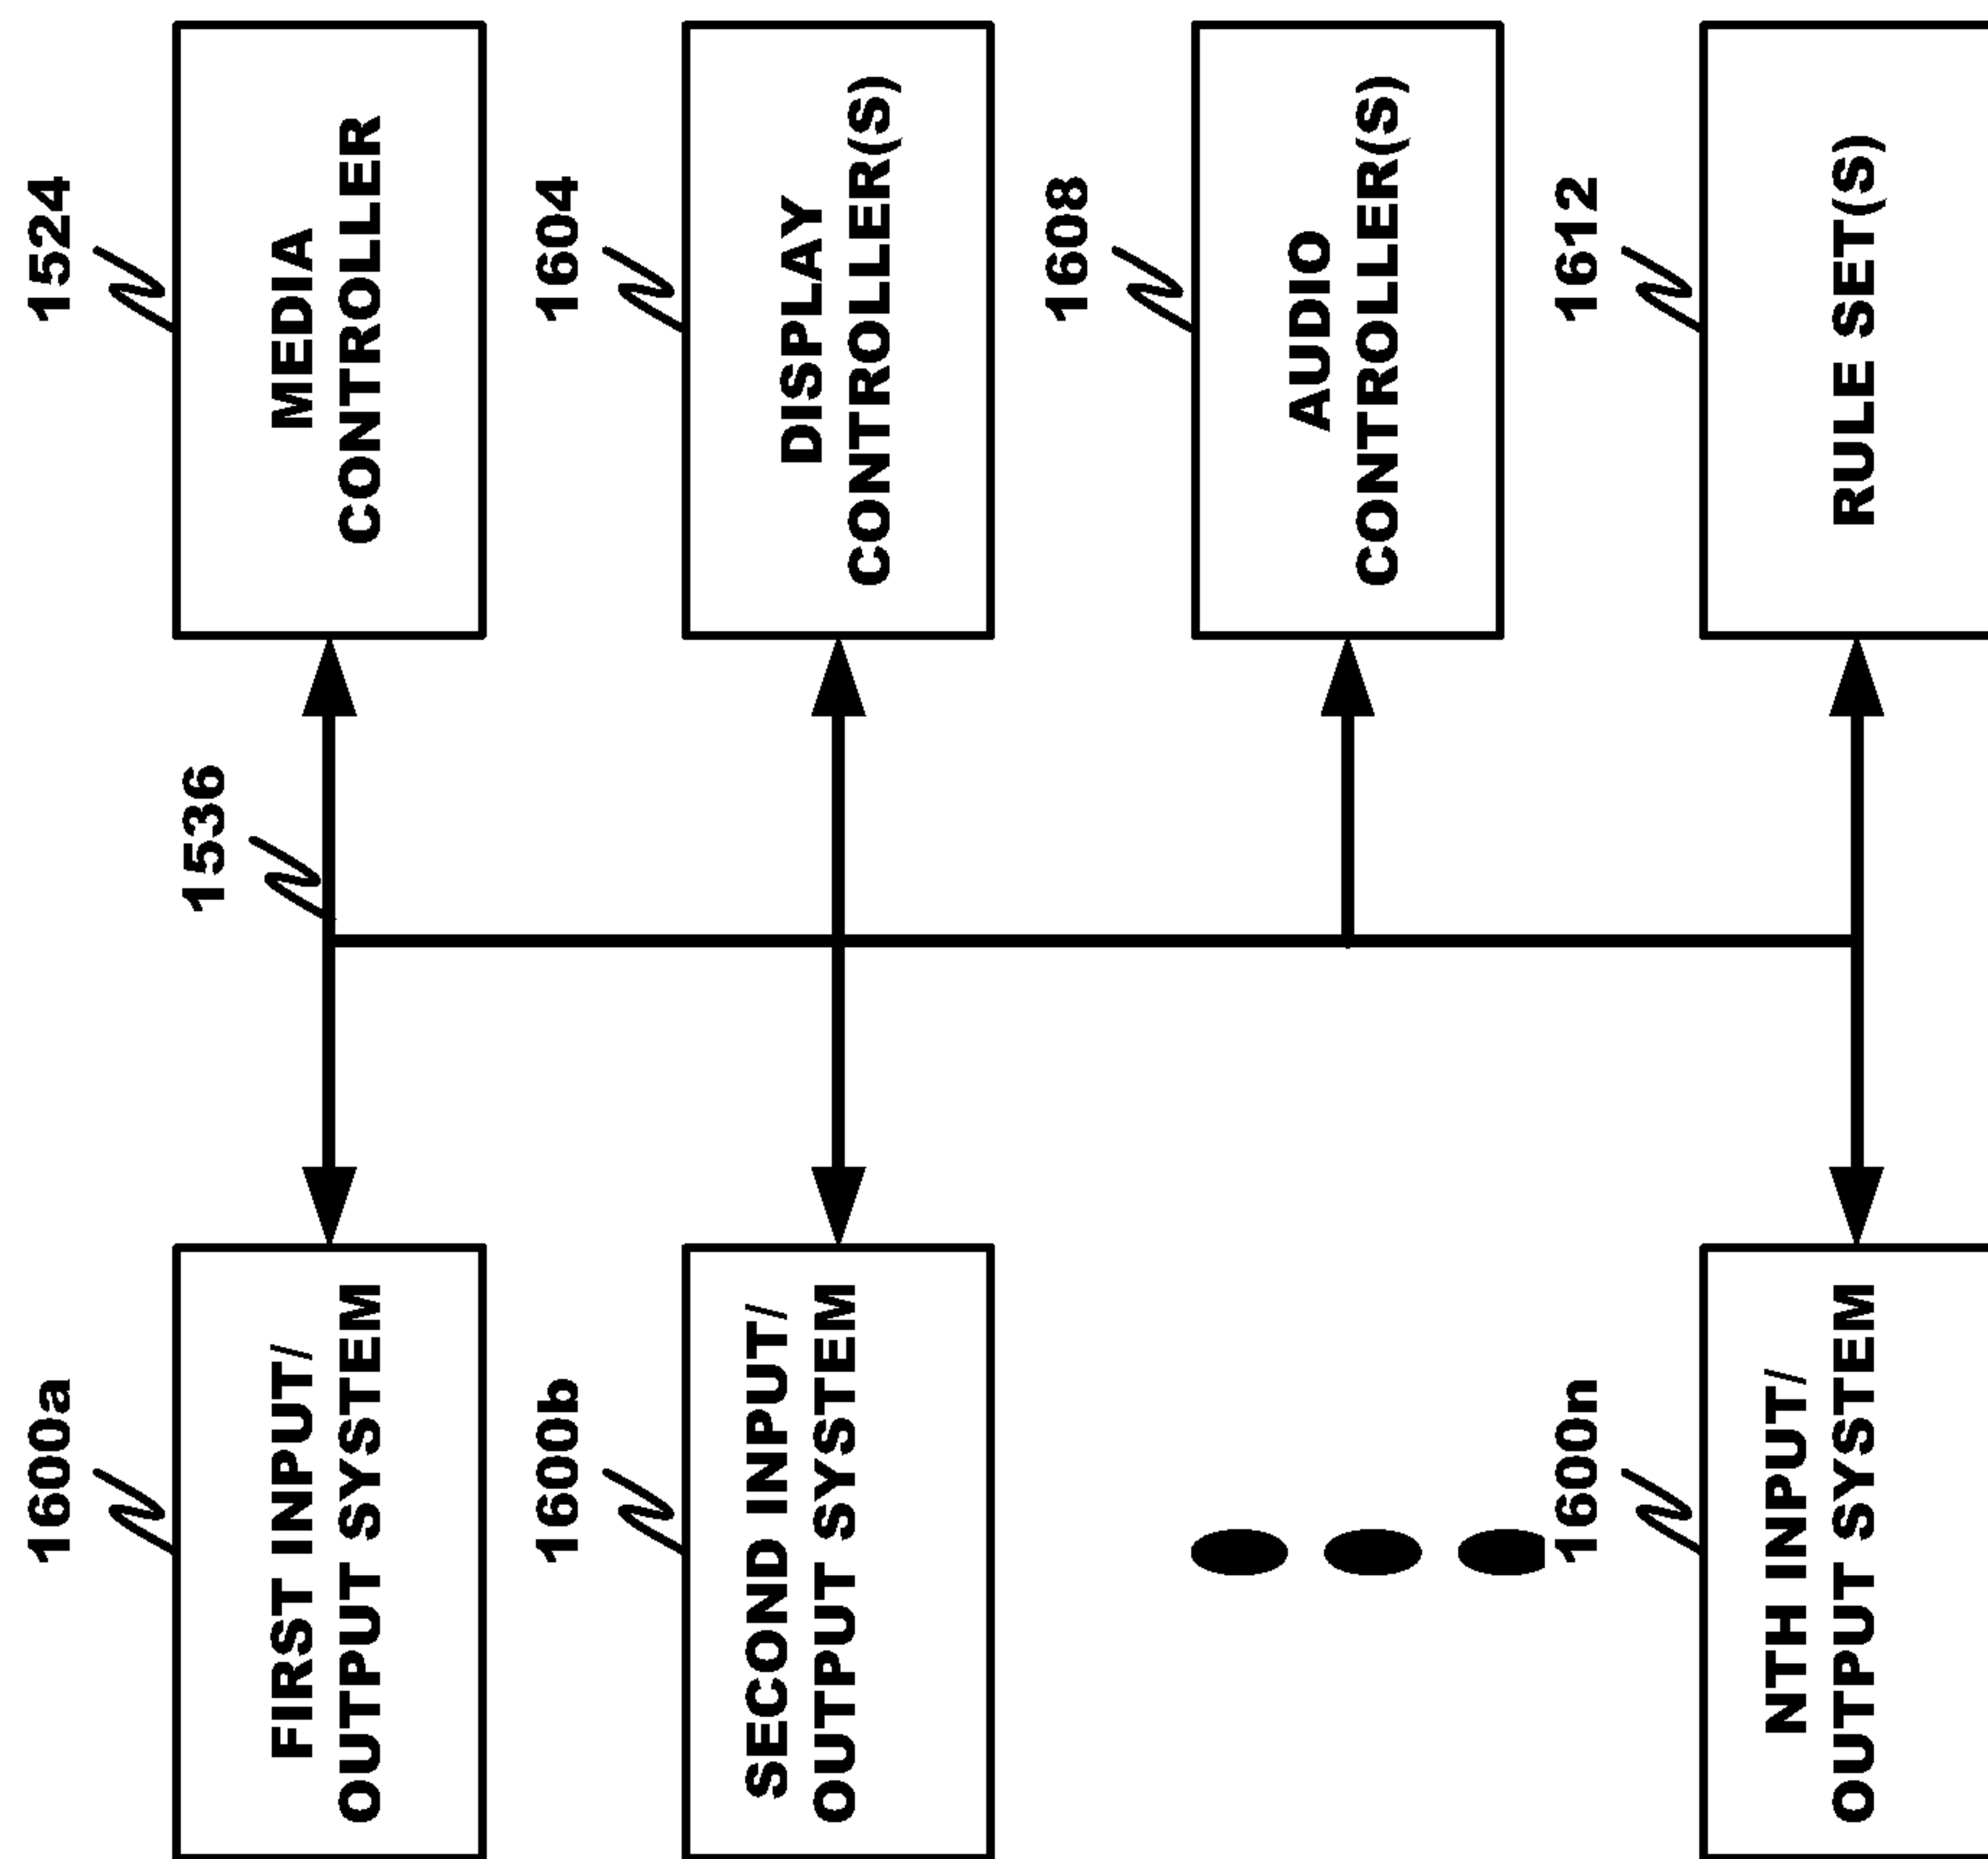 1600a
FIRST INPUT/
OUTPUT SYSTEM
1536
1524
MEDIA
CONTROLLER
1600b
SECOND INPUT/
OUTPUT SYSTEM
1604
DISPLAY
CONTROLLER(S)
1608
AUDIO
CONTROLLER(S)
1600n
NTH INPUT/
OUTPUT SYSTEM
1612
RULE SET(S)